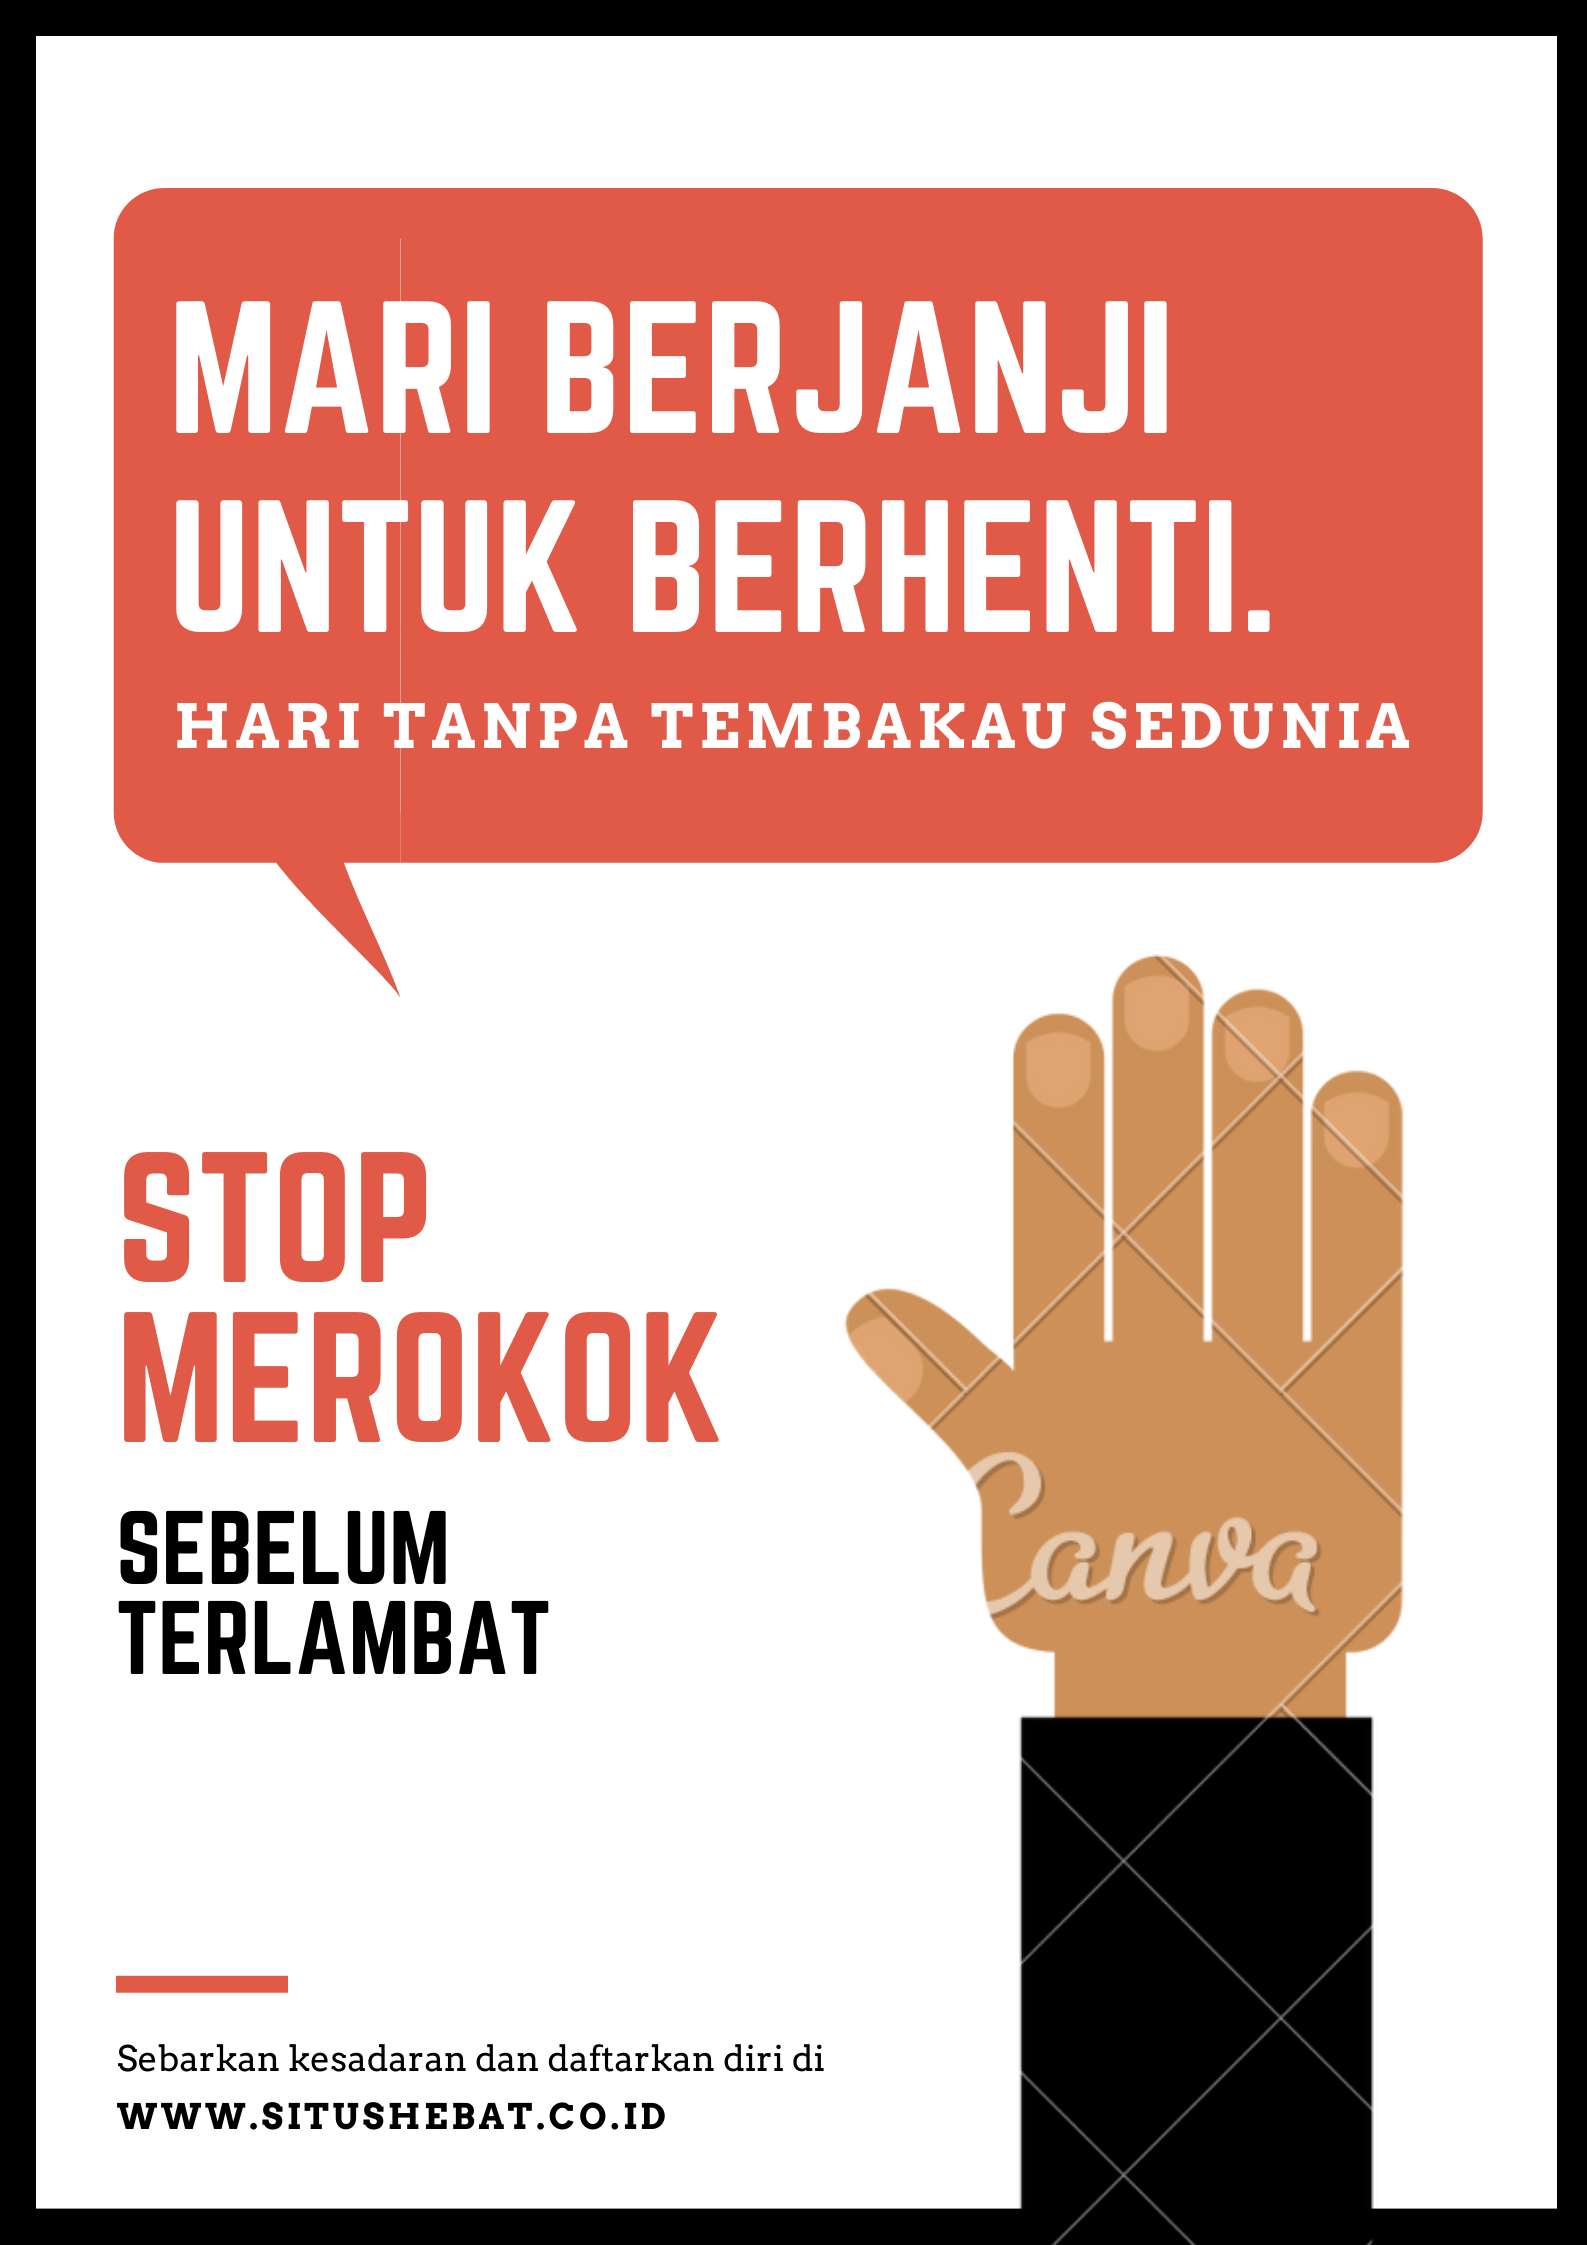 MARI BERJANJI
UNTUK BERHENTI.
HARI TANPA TEMBAKAU SEDUNIA
STOP
MEROKOK
SEBELUM
TERLAMBAT
Canva
Sebarkan kesadaran dan daftarkan diri di
WWW.SITUSHEBAT.CO.ID